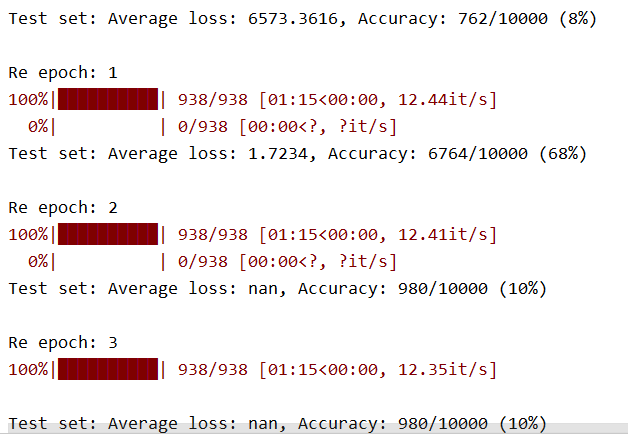 Test set: Average loss: 6573.3616, Accuracy: 762/10000 (8%)
Re epoch: 1
100%|██████████| 938/938 [01:15<00:00, 12.44it/s]
0%| | 0/938 [00:00<?, ?it/s]
Test set: Average loss: 1.7234, Accuracy: 6764/10000 (68%)
Re epoch: 2
100%|██████████| 938/938 [01:15<00:00, 12.41it/s]
0%| | 0/938 [00:00<?, ?it/s]
Test set: Average loss: nan, Accuracy: 980/10000 (10%)
Re epoch: 3
100%|██████████| 938/938 [01:15<00:00, 12.35it/s]
Test set: Average loss: nan, Accuracy: 980/10000 (10%)